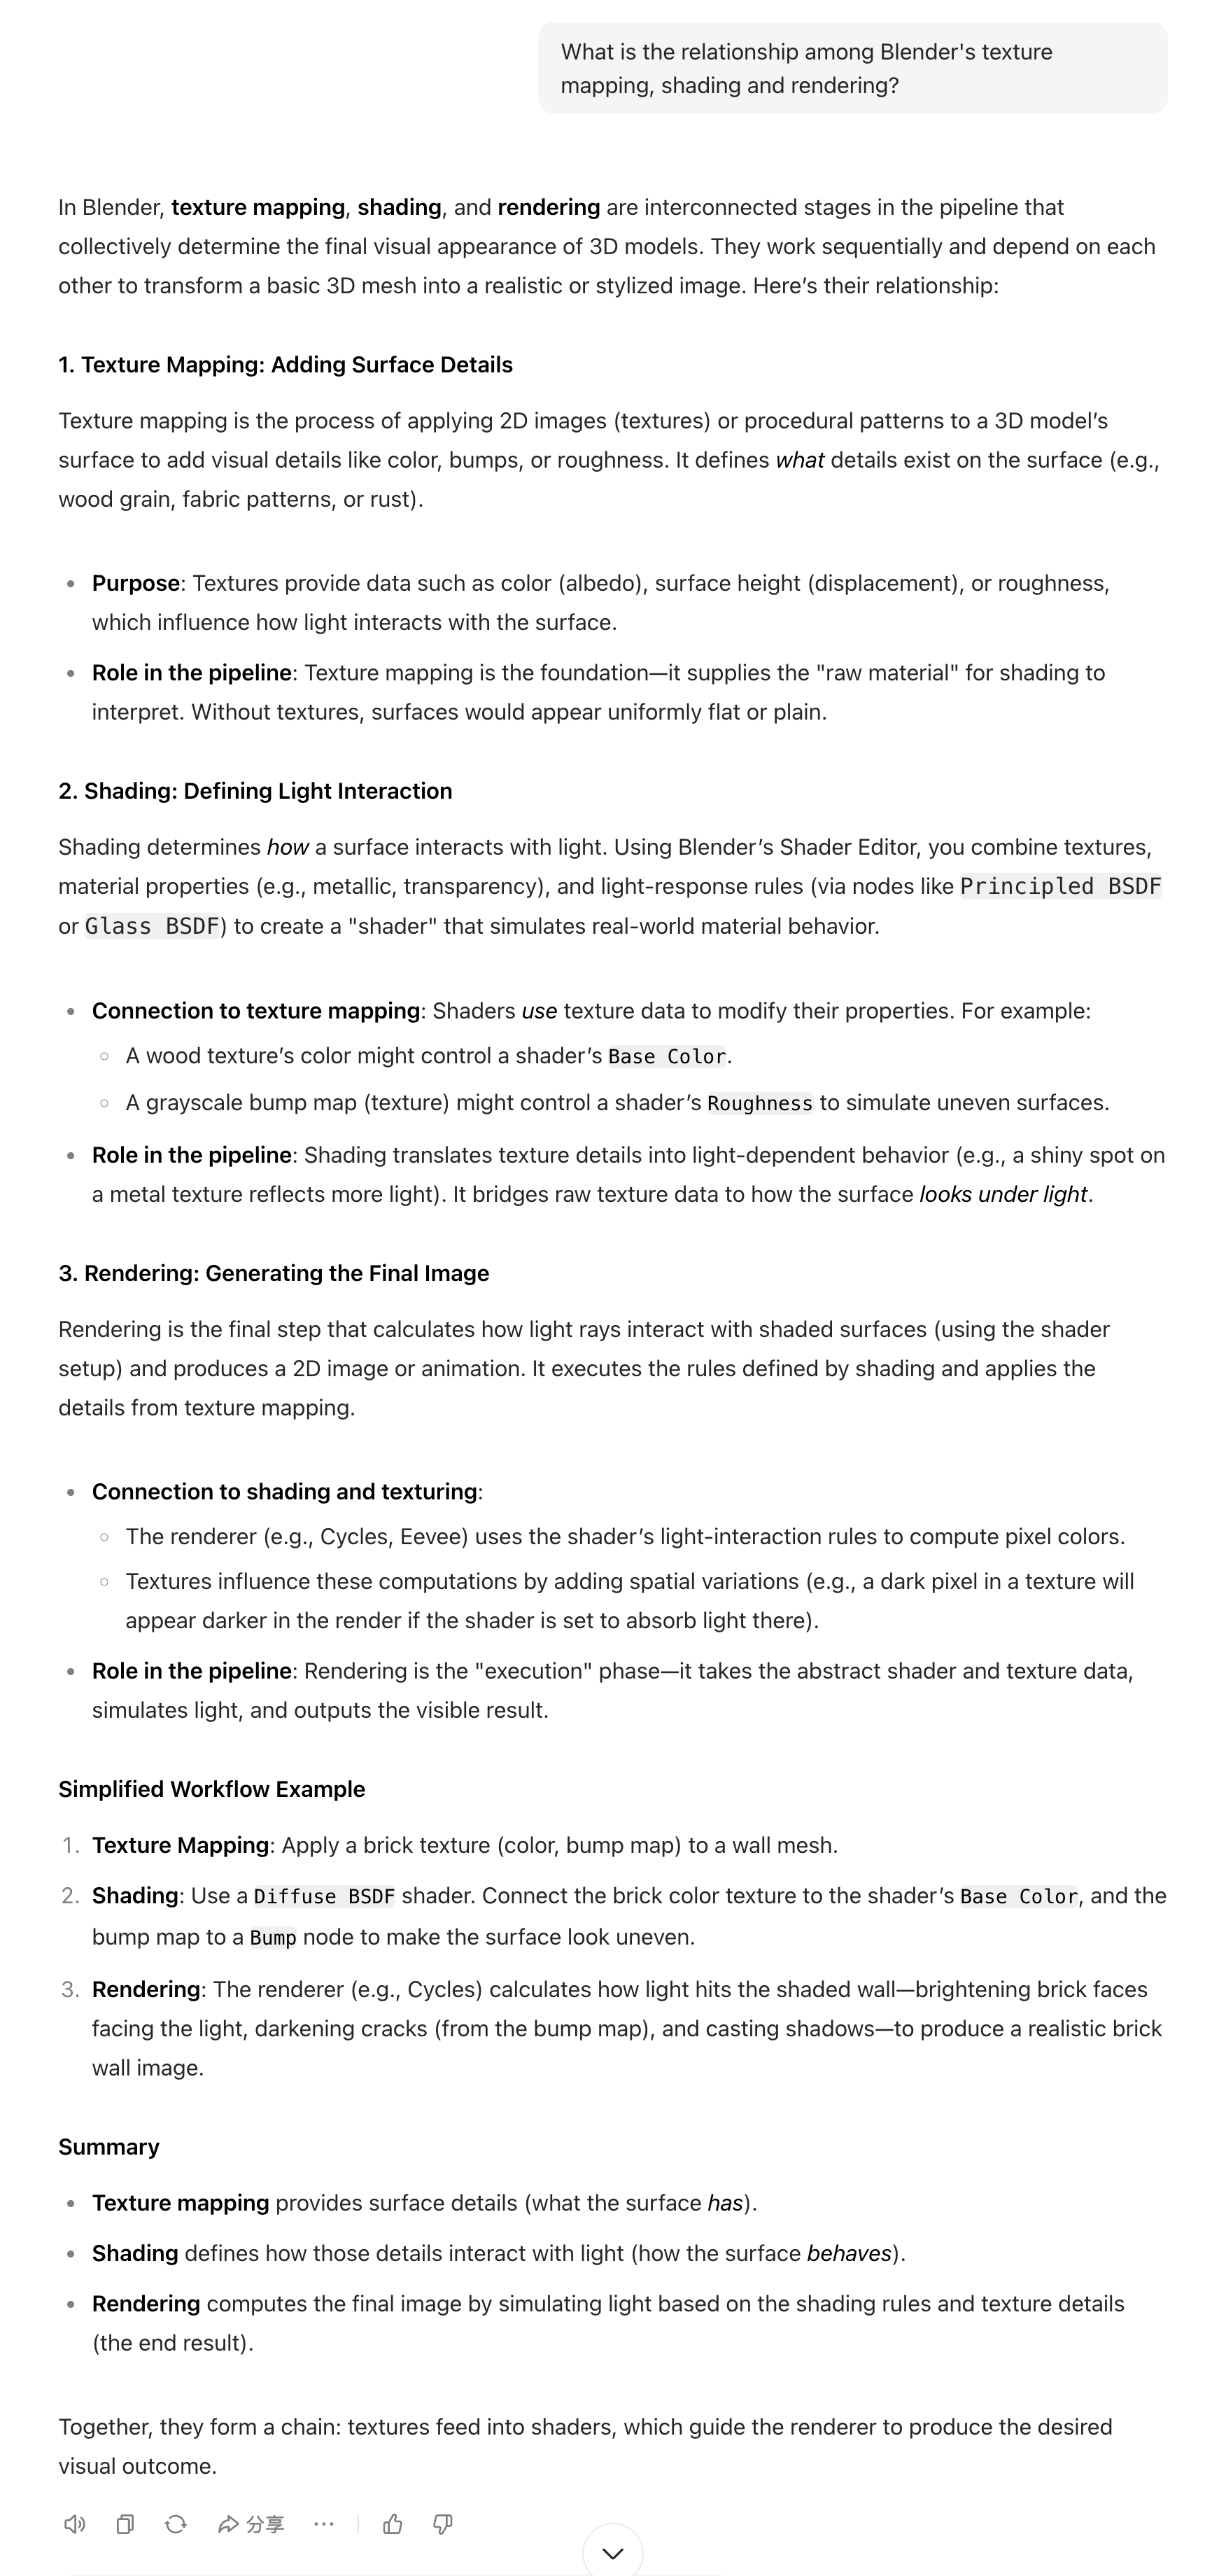 What is the relationship among Blender's texture
mapping, shading and rendering?
In Blender, texture mapping, shading, and rendering are interconnected stages in the pipeline that
collectively determine the final visual appearance of 3D models. They work sequentially and depend on each
other to transform a basic 3D mesh into a realistic or stylized image. Here’s their relationship:
1. Texture Mapping: Adding Surface Details
Texture mapping is the process of applying 2D images (textures) or procedural patterns to a 3D model’s
surface to add visual details like color, bumps, or roughness. It defines what details exist on the surface (e.g.,
wood grain, fabric patterns, or rust).
• Purpose: Textures provide data such as color (albedo), surface height (displacement), or roughness,
which influence how light interacts with the surface.
• Role in the pipeline: Texture mapping is the foundation—it supplies the "raw material" for shading to
interpret. Without textures, surfaces would appear uniformly flat or plain.
2. Shading: Defining Light Interaction
Shading determines how a surface interacts with light. Using Blender’s Shader Editor, you combine textures,
material properties (e.g., metallic, transparency), and light-response rules (via nodes like Principled BSDF
or Glass BSDF) to create a "shader" that simulates real-world material behavior.
• Connection to texture mapping: Shaders use texture data to modify their properties. For example:
◦ A wood texture’s color might control a shader’s Base Color.
◦ A grayscale bump map (texture) might control a shader’s Roughness to simulate uneven surfaces.
• Role in the pipeline: Shading translates texture details into light-dependent behavior (e.g., a shiny spot on
a metal texture reflects more light). It bridges raw texture data to how the surface looks under light.
3. Rendering: Generating the Final Image
Rendering is the final step that calculates how light rays interact with shaded surfaces (using the shader
setup) and produces a 2D image or animation. It executes the rules defined by shading and applies the
details from texture mapping.
• Connection to shading and texturing:
◦ The renderer (e.g., Cycles, Eevee) uses the shader’s light-interaction rules to compute pixel colors.
◦ Textures influence these computations by adding spatial variations (e.g., a dark pixel in a texture will
appear darker in the render if the shader is set to absorb light there).
• Role in the pipeline: Rendering is the "execution" phase—it takes the abstract shader and texture data,
simulates light, and outputs the visible result.
Simplified Workflow Example
1. Texture Mapping: Apply a brick texture (color, bump map) to a wall mesh.
2. Shading: Use a Diffuse BSDF shader. Connect the brick color texture to the shader’s Base Color, and the
bump map to a Bump node to make the surface look uneven.
3. Rendering: The renderer (e.g., Cycles) calculates how light hits the shaded wall—brightening brick faces
facing the light, darkening cracks (from the bump map), and casting shadows—to produce a realistic brick
wall image.
Summary
• Texture mapping provides surface details (what the surface has).
• Shading defines how those details interact with light (how the surface behaves).
• Rendering computes the final image by simulating light based on the shading rules and texture details
(the end result).
Together, they form a chain: textures feed into shaders, which guide the renderer to produce the desired
visual outcome.
分享